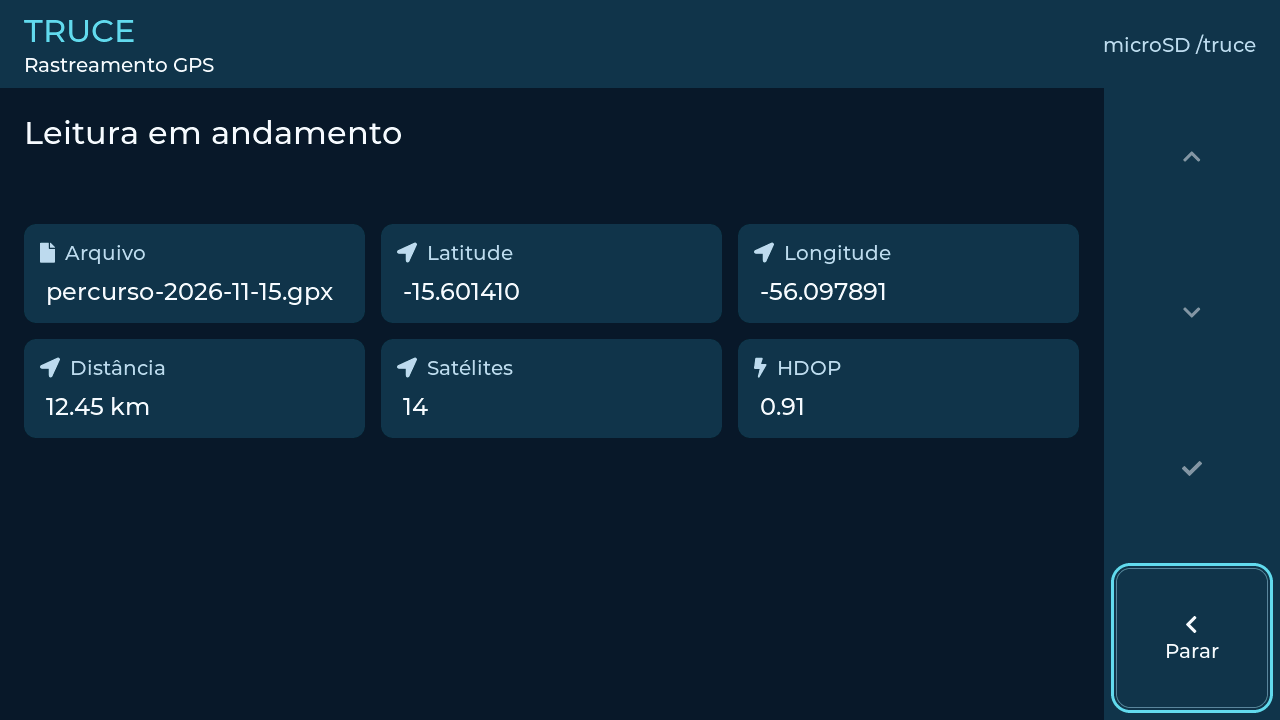 TRUCE
Rastreamento GPS
microSD /truce
Leitura em andamento
Arquivo
percurso-2026-11-15.gpx
Latitude
-15.601410
Longitude
-56.097891
Distância
12.45 km
Satélites
14
HDOP
0.91
Parar